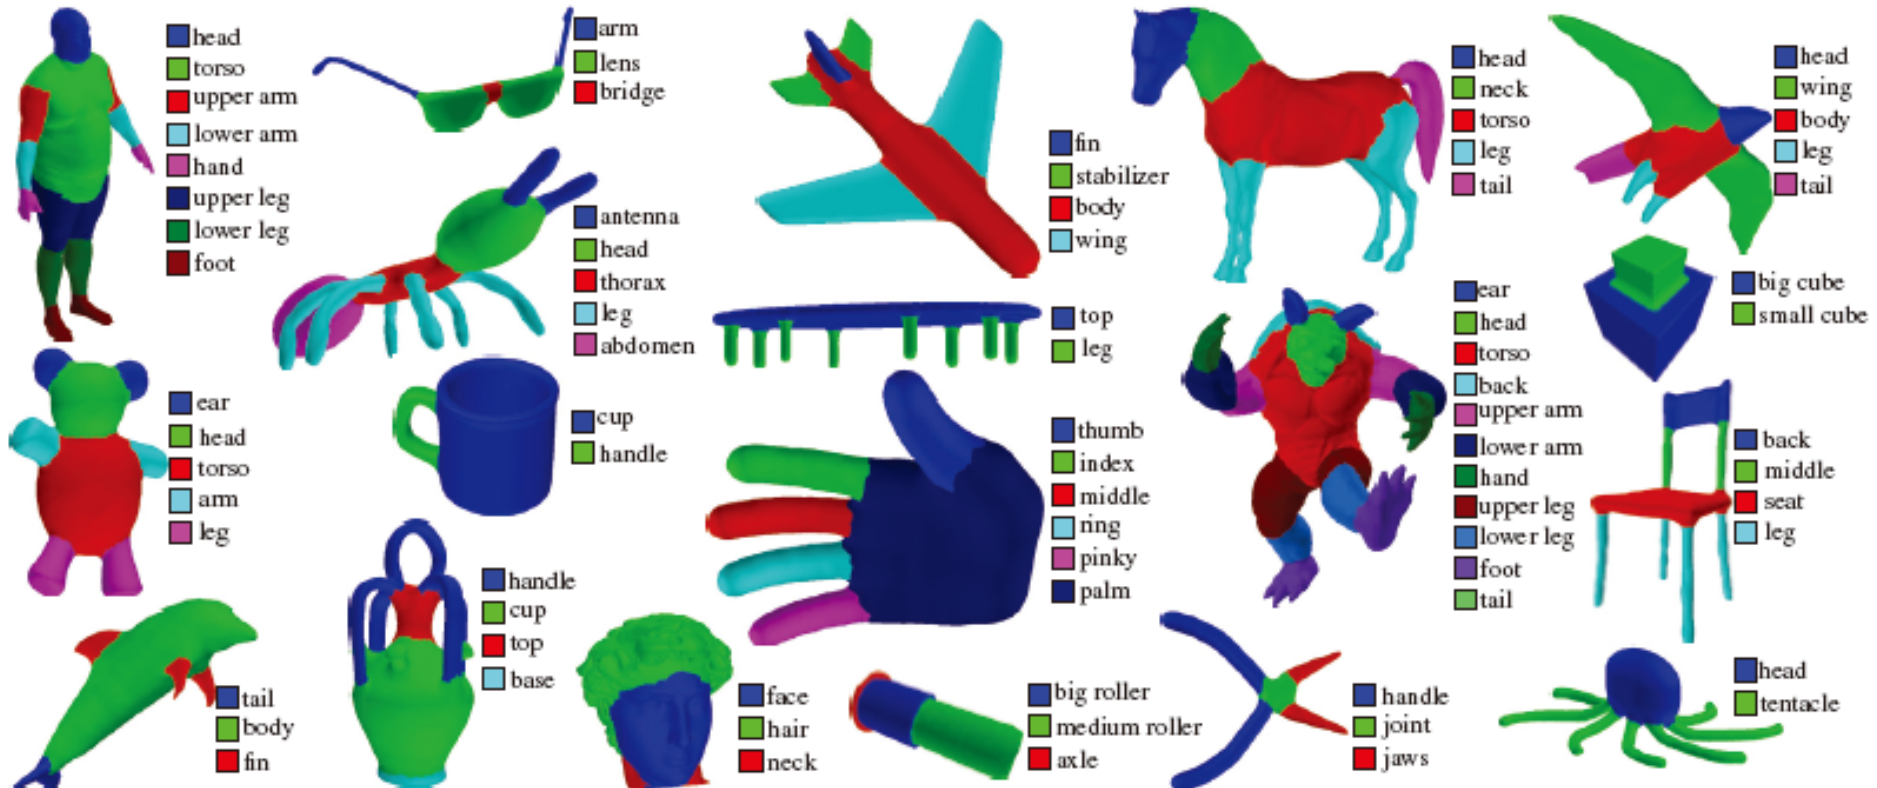 head
torso
upper arm
lower arm
hand
upper leg
lower leg
foot
arm
lens
bridge
antenna
head
thorax
leg
abdomen
fin
stabilizer
body
wing
head
neck
torso
leg
tail
head
wing
body
leg
tail
big cube
small cube
top
leg
ear
head
torso
arm
leg
cup
handle
thumb
index
middle
ring
pinky
palm
ear
head
torso
back
upper arm
lower arm
hand
upper leg
lower leg
foot
tail
back
middle
seat
leg
tail
body
fin
handle
cup
top
base
face
hair
neck
big roller
medium roller
axle
handle
joint
jaws
head
tentacle